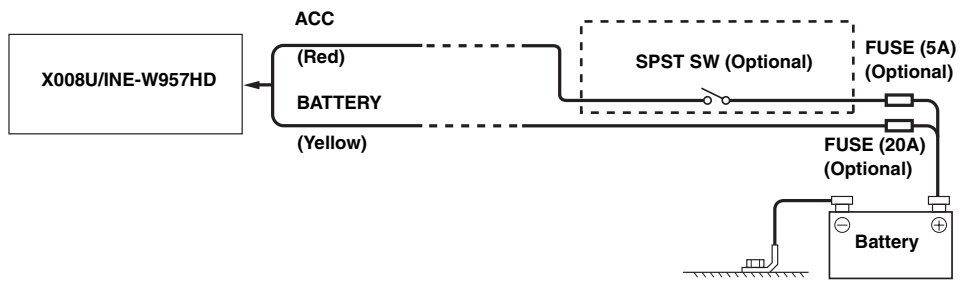 ACC
(Red)
X008U/INE-W957HD
BATTERY
(Yellow)
SPST SW (Optional)
FUSE (5A)
(Optional)
FUSE (20A)
(Optional)
Battery